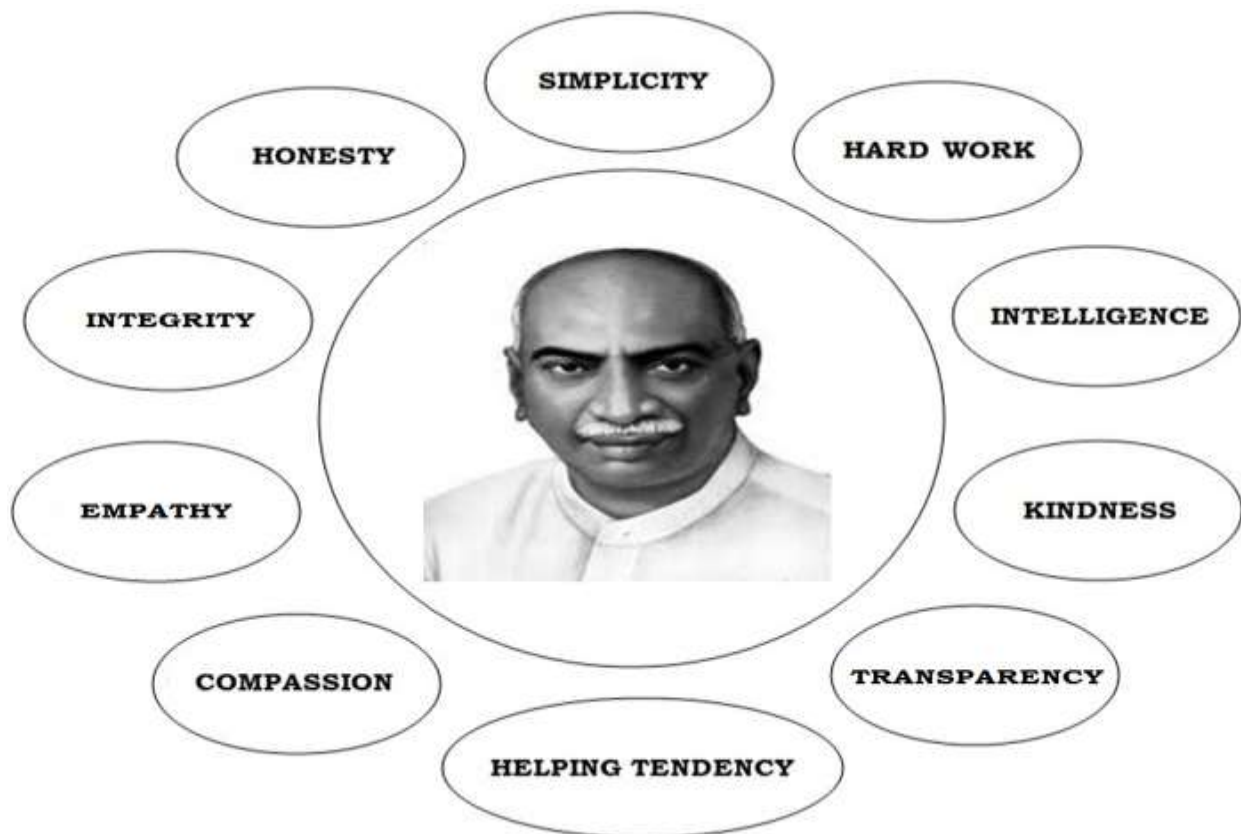 SIMPLICITY
HONESTY
HARD WORK
INTEGRITY
INTELLIGENCE
EMPATHY
KINDNESS
COMPASSION
TRANSPARENCY
HELPING TENDENCY